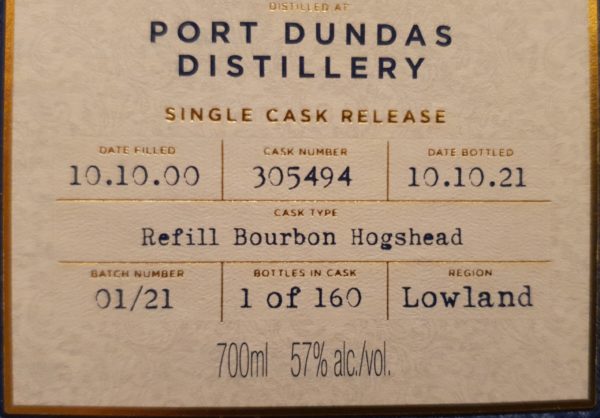 DISTILLED AT
PORT DUNDAS
DISTILLERY
SINGLE CASK RELEASE
DATE FILLED CASK NUMBER DATE BOTTLED
10.10.00 305494 10.10.21
CASK TYPE
Refill Bourbon Hogshead
BATCH NUMBER BOTTLES IN CASK REGION
01/21 1 of 160 Lowland
700ml 57% alc./vol.